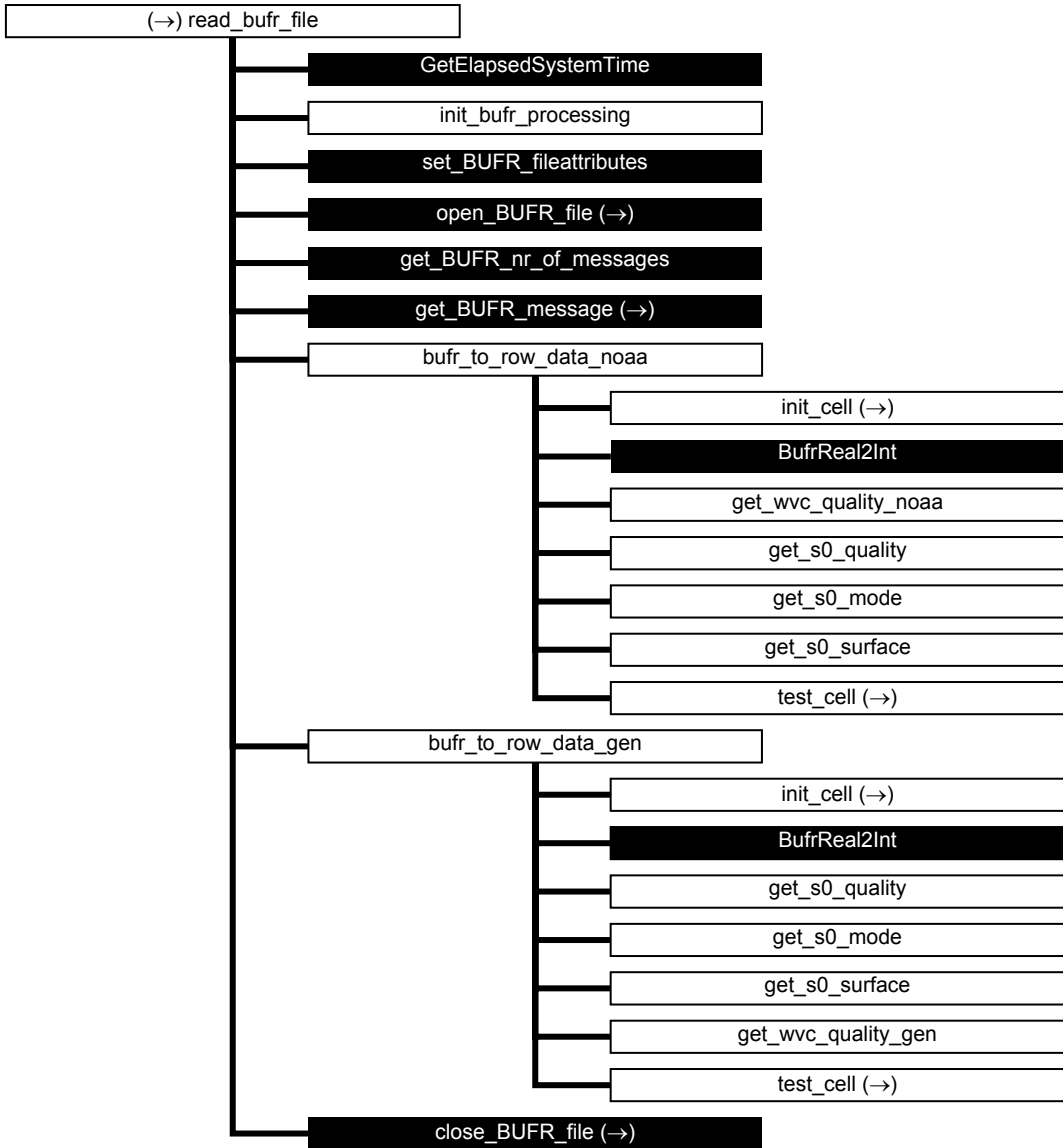 (→) read_bufr_file
GetElapsedSystemTime
init_bufr_processing
set_BUFR_fileattributes
open_BUFR_file (→)
get_BUFR_nr_of_messages
get_BUFR_message (→)
bufr_to_row_data_noaa
init_cell (→)
BufrReal2Int
get_wvc_quality_noaa
get_s0_quality
get_s0_mode
get_s0_surface
test_cell (→)
bufr_to_row_data_gen
init_cell (→)
BufrReal2Int
get_s0_quality
get_s0_mode
get_s0_surface
get_wvc_quality_gen
test_cell (→)
close_BUFR_file (→)